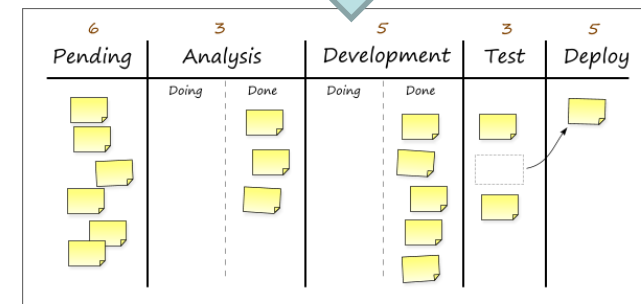 6 3 5 3 5
Pending Analysis Development Test Deploy
Doing Done Doing Done